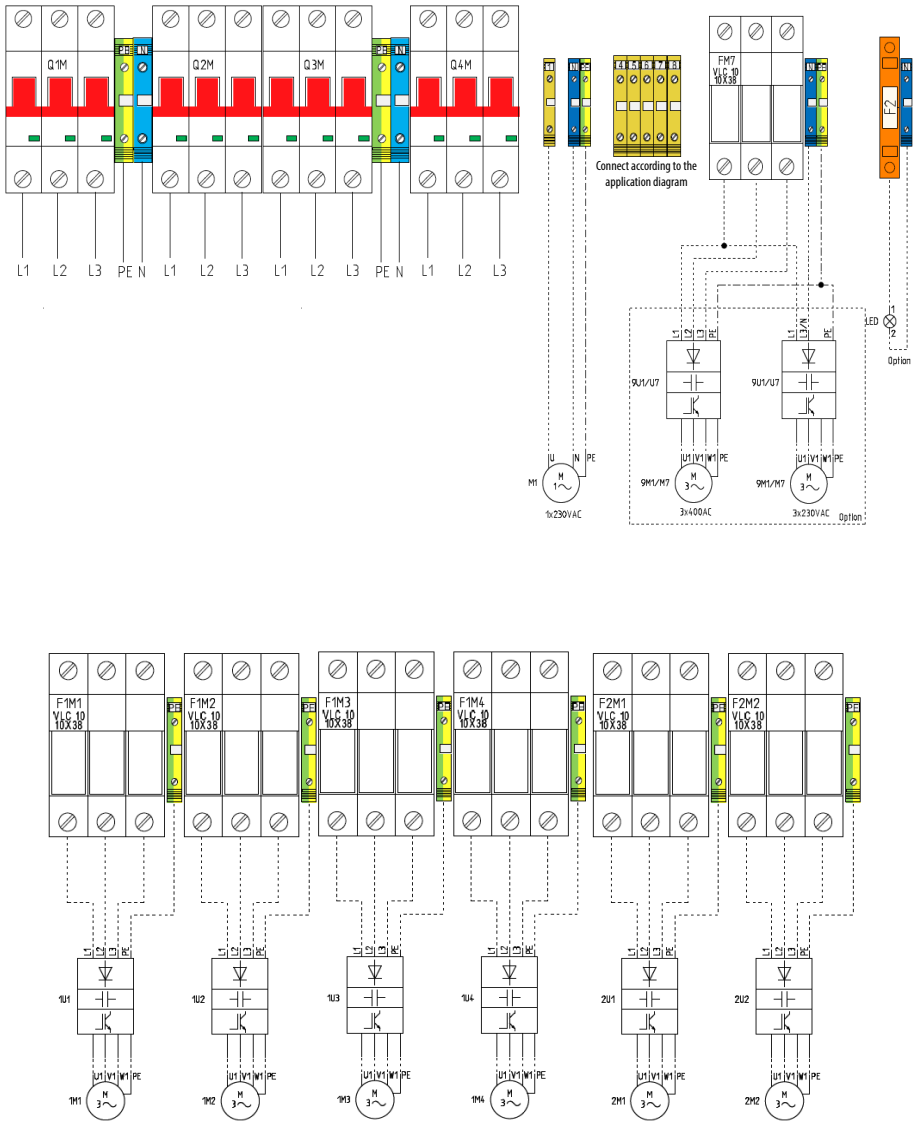 Q1M PE N Q2M Q3M PE N Q4M
L1 L2 L3 PE N L1 L2 L3 L1 L2 L3 PE N L1 L2 L3
N
FM7
VLC 10
10X38
N
F2
N
Connect according to the
application diagram
L1 L2 L3 PE
L1 L3/N PE
LED 1
2
Option
9U1/U7
9U1/U7
U N PE
M1 M
1~
1x230VAC
U1 V1 W1 PE
9M1/M7 M
3~
3x400AC
U1 V1 W1 PE
9M1/M7 M
3~
3x230VAC
Option
F1M1
VLC 10
10X38
PE
F1M2
VLC 10
10X38
PE
F1M3
VLC 10
10X38
PE
F1M4
VLC 10
10X38
PE
F2M1
VLC 10
10X38
PE
F2M2
VLC 10
10X38
PE
L1 L2 L3 PE
L1 L2 L3 PE
L1 L2 L3 PE
L1 L2 L3 PE
L1 L2 L3 PE
L1 L2 L3 PE
1U1
1U2
1U3
1U4
2U1
2U2
U1 V1 W1 PE
1M1 M
3~
U1 V1 W1 PE
1M2 M
3~
U1 V1 W1 PE
1M3 M
3~
U1 V1 W1 PE
1M4 M
3~
U1 V1 W1 PE
2M1 M
3~
U1 V1 W1 PE
2M2 M
3~